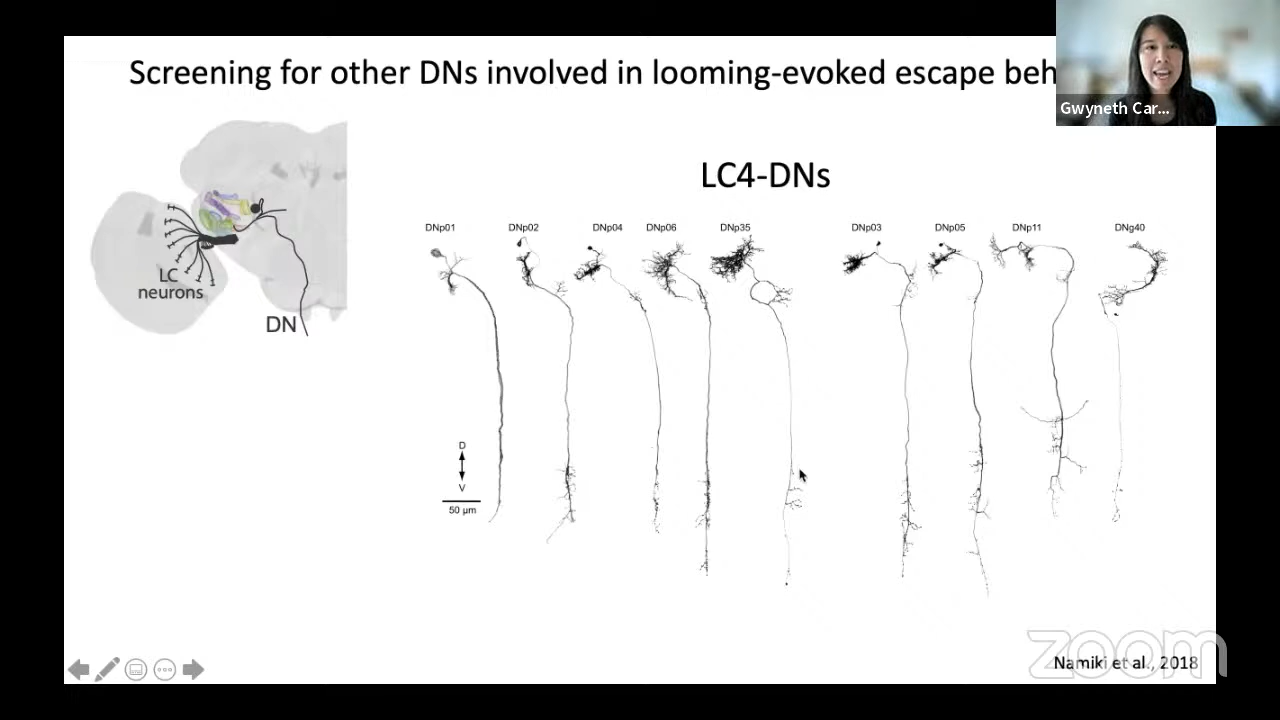 Screening for other DNs involved in looming-evoked escape beh
Gwyneth Car...
LC4-DNs
DNp01 DNp02 DNp04 DNp06 DNp35 DNp03 DNp05 DNp11 DNg40
LC
neurons
DN
D
V
50 µm
zoom
Namiki et al., 2018